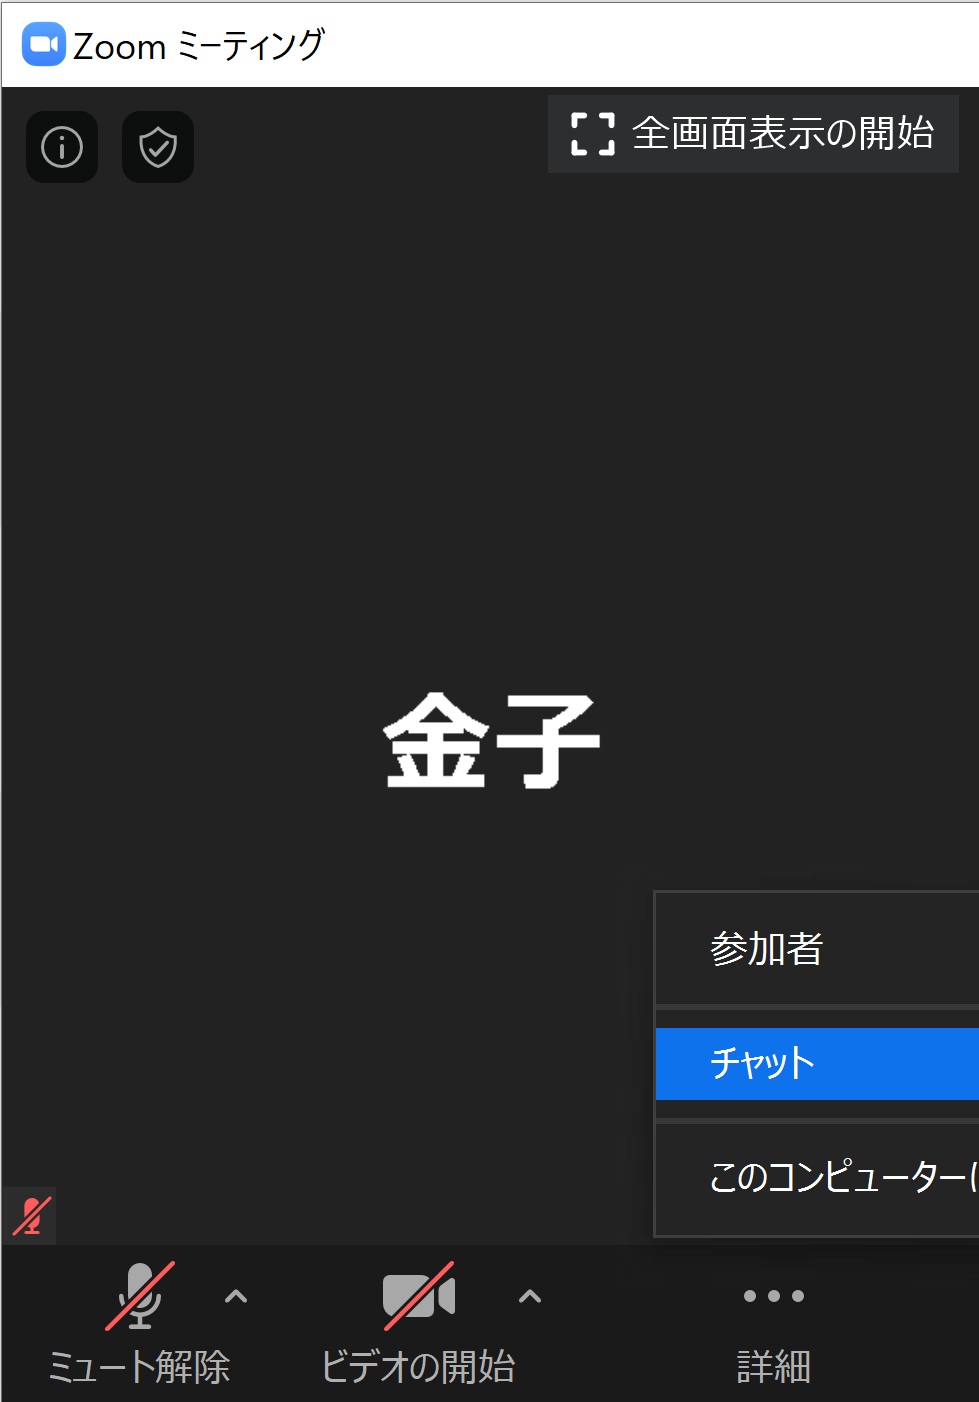 Zoom ミーティング
全画面表示の開始
金子
参加者
チャット
このコンピューター
ミュート解除
ビデオの開始
詳細